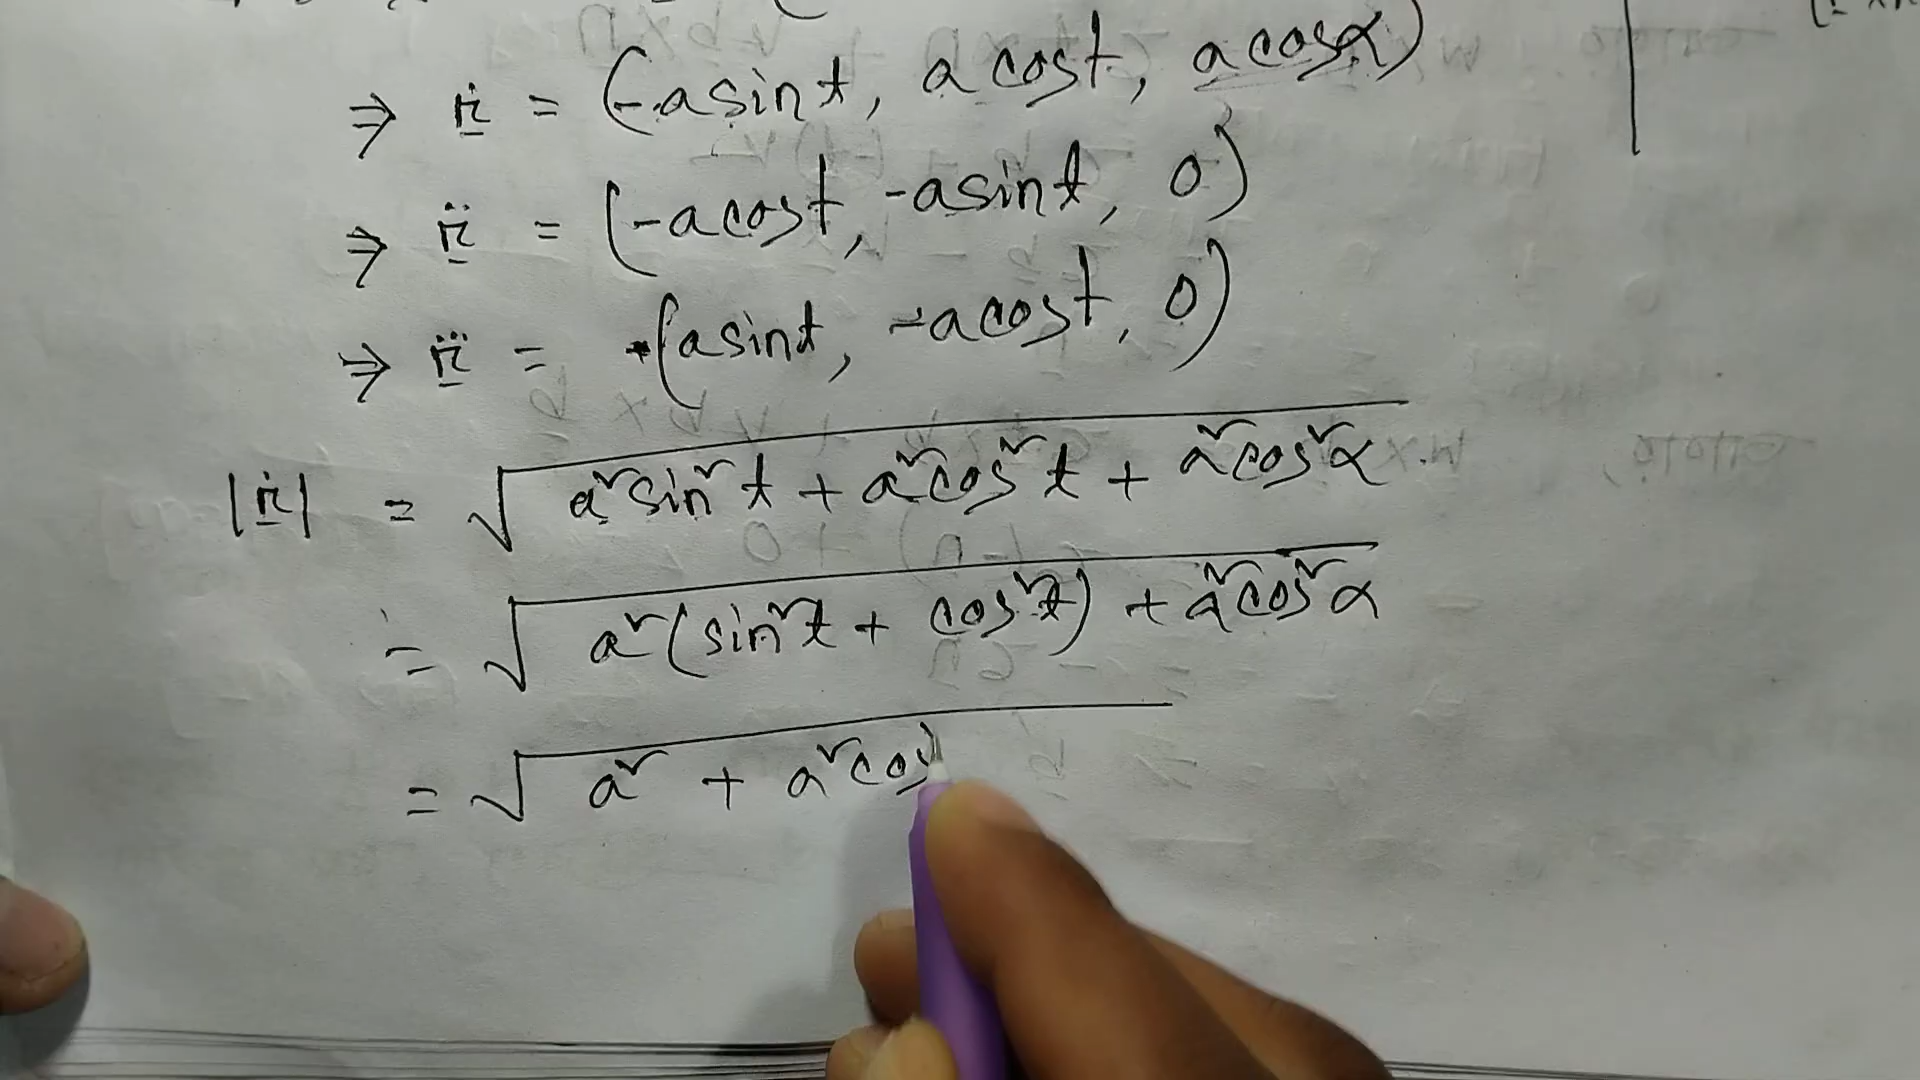 ⇒ ṙ = (-a sin t, a cos t, a cos α)
⇒ r̈ = (-a cos t, -a sin t, 0)
⇒ r⃛ = (a sin t, -a cos t, 0)
|ṙ| = √(a² sin² t + a² cos² t + a² cos² α)
= √(a² (sin² t + cos² t) + a² cos² α)
= √(a² + a² cos